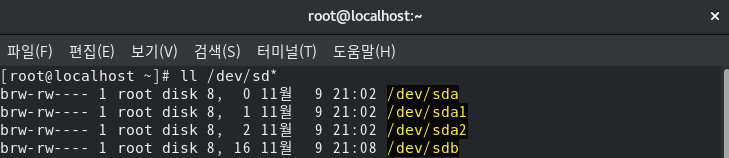 root@localhost:~ ×
파일(F) 편집(E) 보기(V) 검색(S) 터미널(T) 도움말(H)
[root@localhost ~]# ll /dev/sd*
brw-rw---- 1 root disk 8,  0 11월  9 21:02 /dev/sda
brw-rw---- 1 root disk 8,  1 11월  9 21:02 /dev/sda1
brw-rw---- 1 root disk 8,  2 11월  9 21:02 /dev/sda2
brw-rw---- 1 root disk 8, 16 11월  9 21:08 /dev/sdb